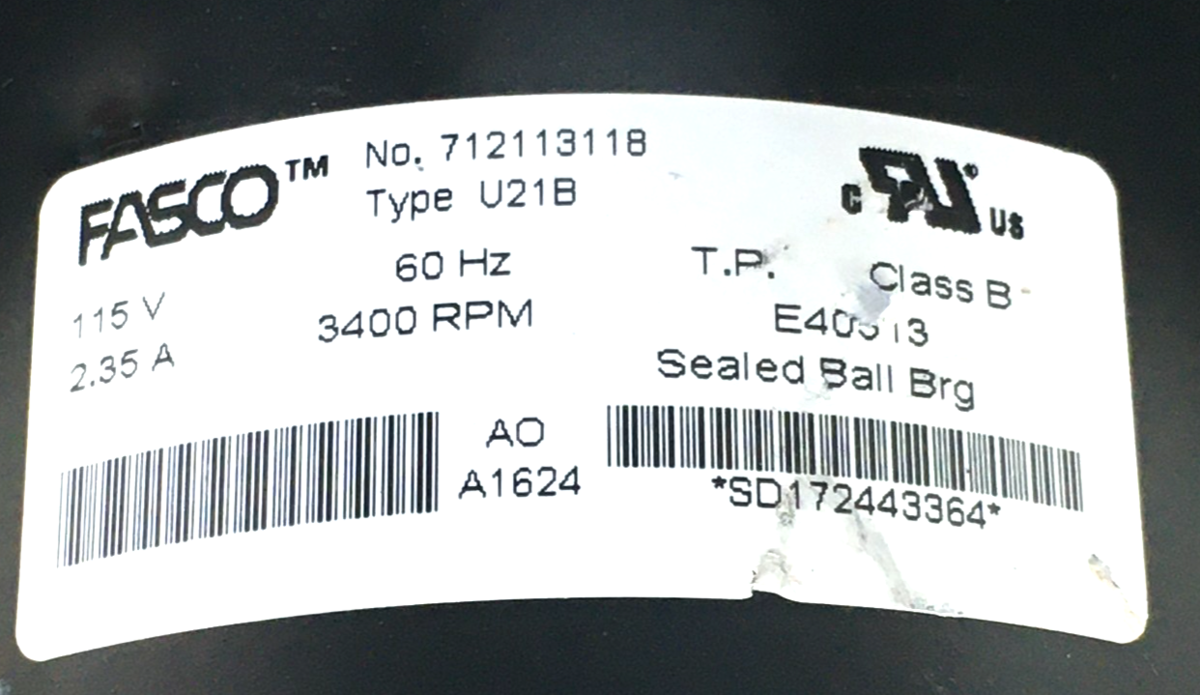 FASCO™
No. 712113118
Type U21B
60 Hz
3400 RPM
115 V
2.35 A
AO
A1624
c RU® US
T.P. Class B
Sealed Ball Brg
*SD172443364*